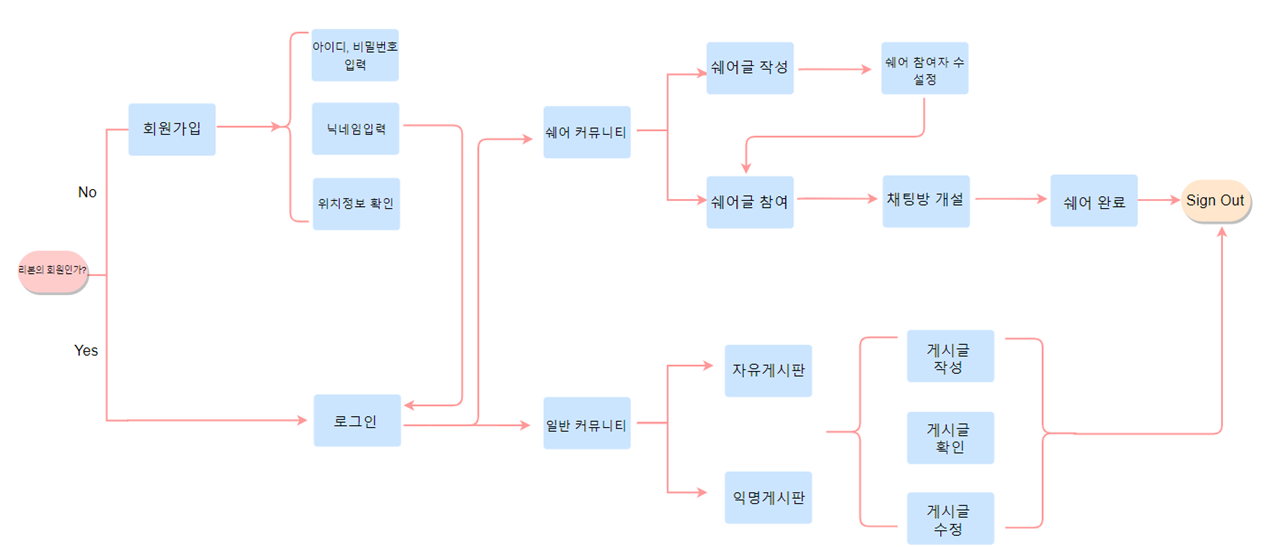 리본의 회원인가?
No
Yes
회원가입
아이디, 비밀번호
입력
닉네임입력
위치정보 확인
로그인
쉐어 커뮤니티
쉐어글 작성
쉐어 참여자 수
설정
쉐어글 참여
채팅방 개설
쉐어 완료
Sign Out
일반 커뮤니티
자유게시판
익명게시판
게시글
작성
게시글
확인
게시글
수정